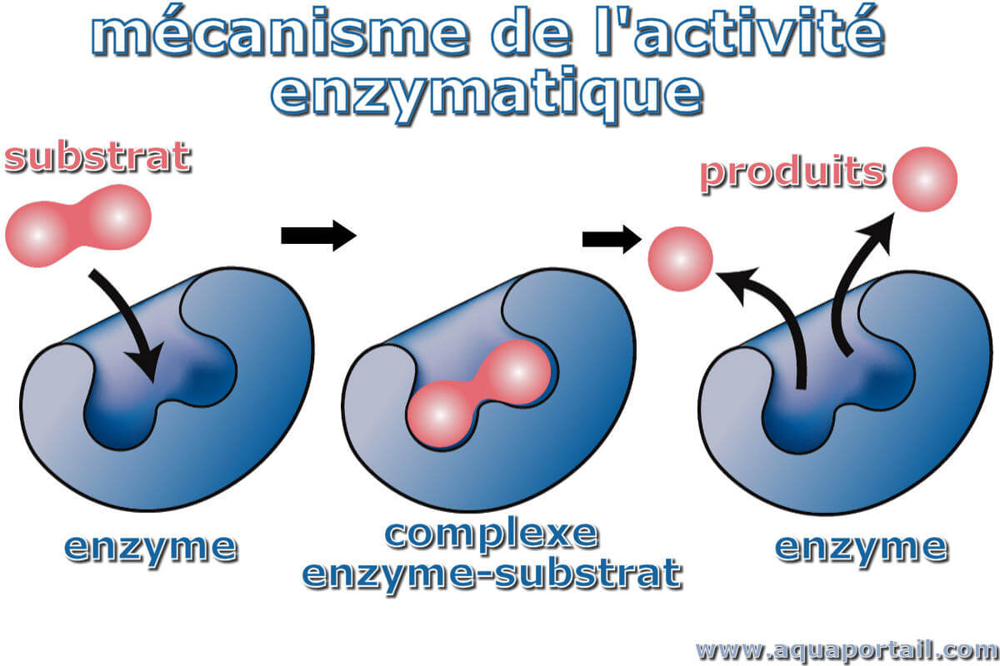 mécanisme de l'activité
enzymatique
substrat
produits
enzyme
complexe
enzyme-substrat
enzyme
www.aquaportail.com